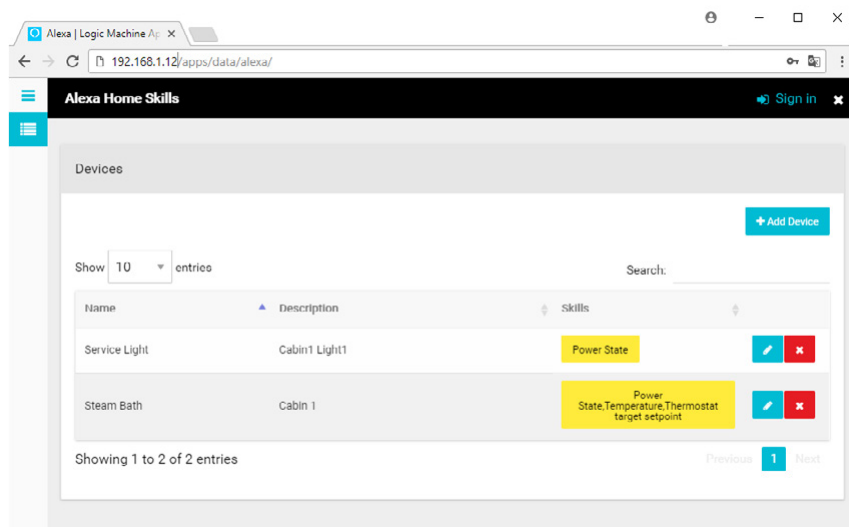 Alexa | Logic Machine Ap
192.168.1.12/apps/data/alexa/
Alexa Home Skills
Sign in
Devices
+ Add Device
Show 10 entries
Search:
Name Description Skills
Service Light Cabin1 Light1 Power State
Steam Bath Cabin 1 Power
State,Temperature,Thermostat
target setpoint
Showing 1 to 2 of 2 entries
Previous 1 Next